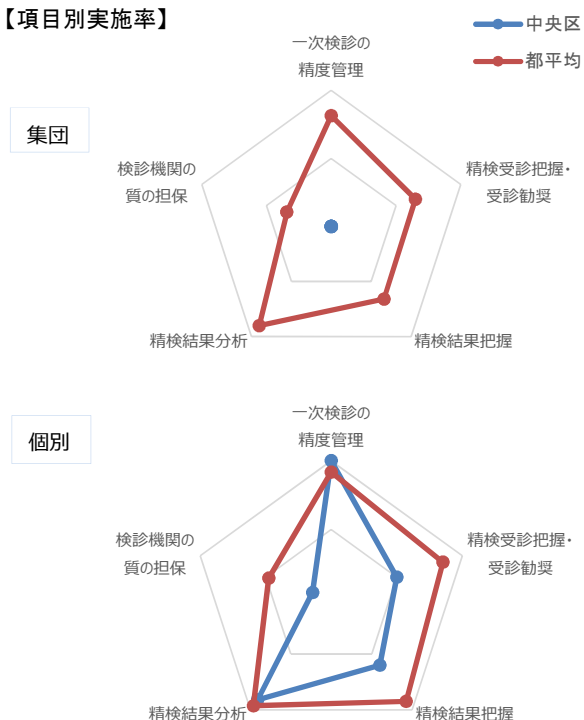 【項目別実施率】
中央区
都平均
集団
一次検診の
精度管理
精検受診把握・
受診勧奨
精検結果把握
精検結果分析
検診機関の
質の担保
個別
一次検診の
精度管理
精検受診把握・
受診勧奨
精検結果把握
精検結果分析
検診機関の
質の担保